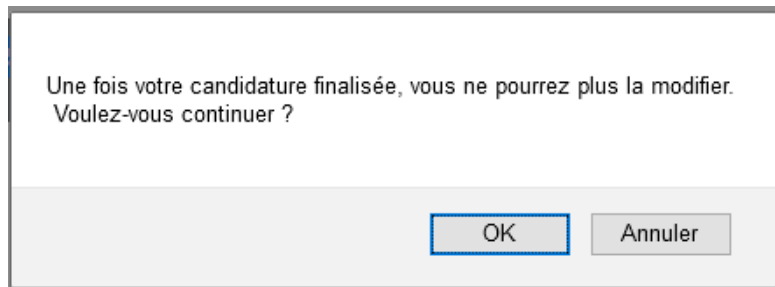 Une fois votre candidature finalisée, vous ne pourrez plus la modifier.
Voulez-vous continuer ?
OK
Annuler